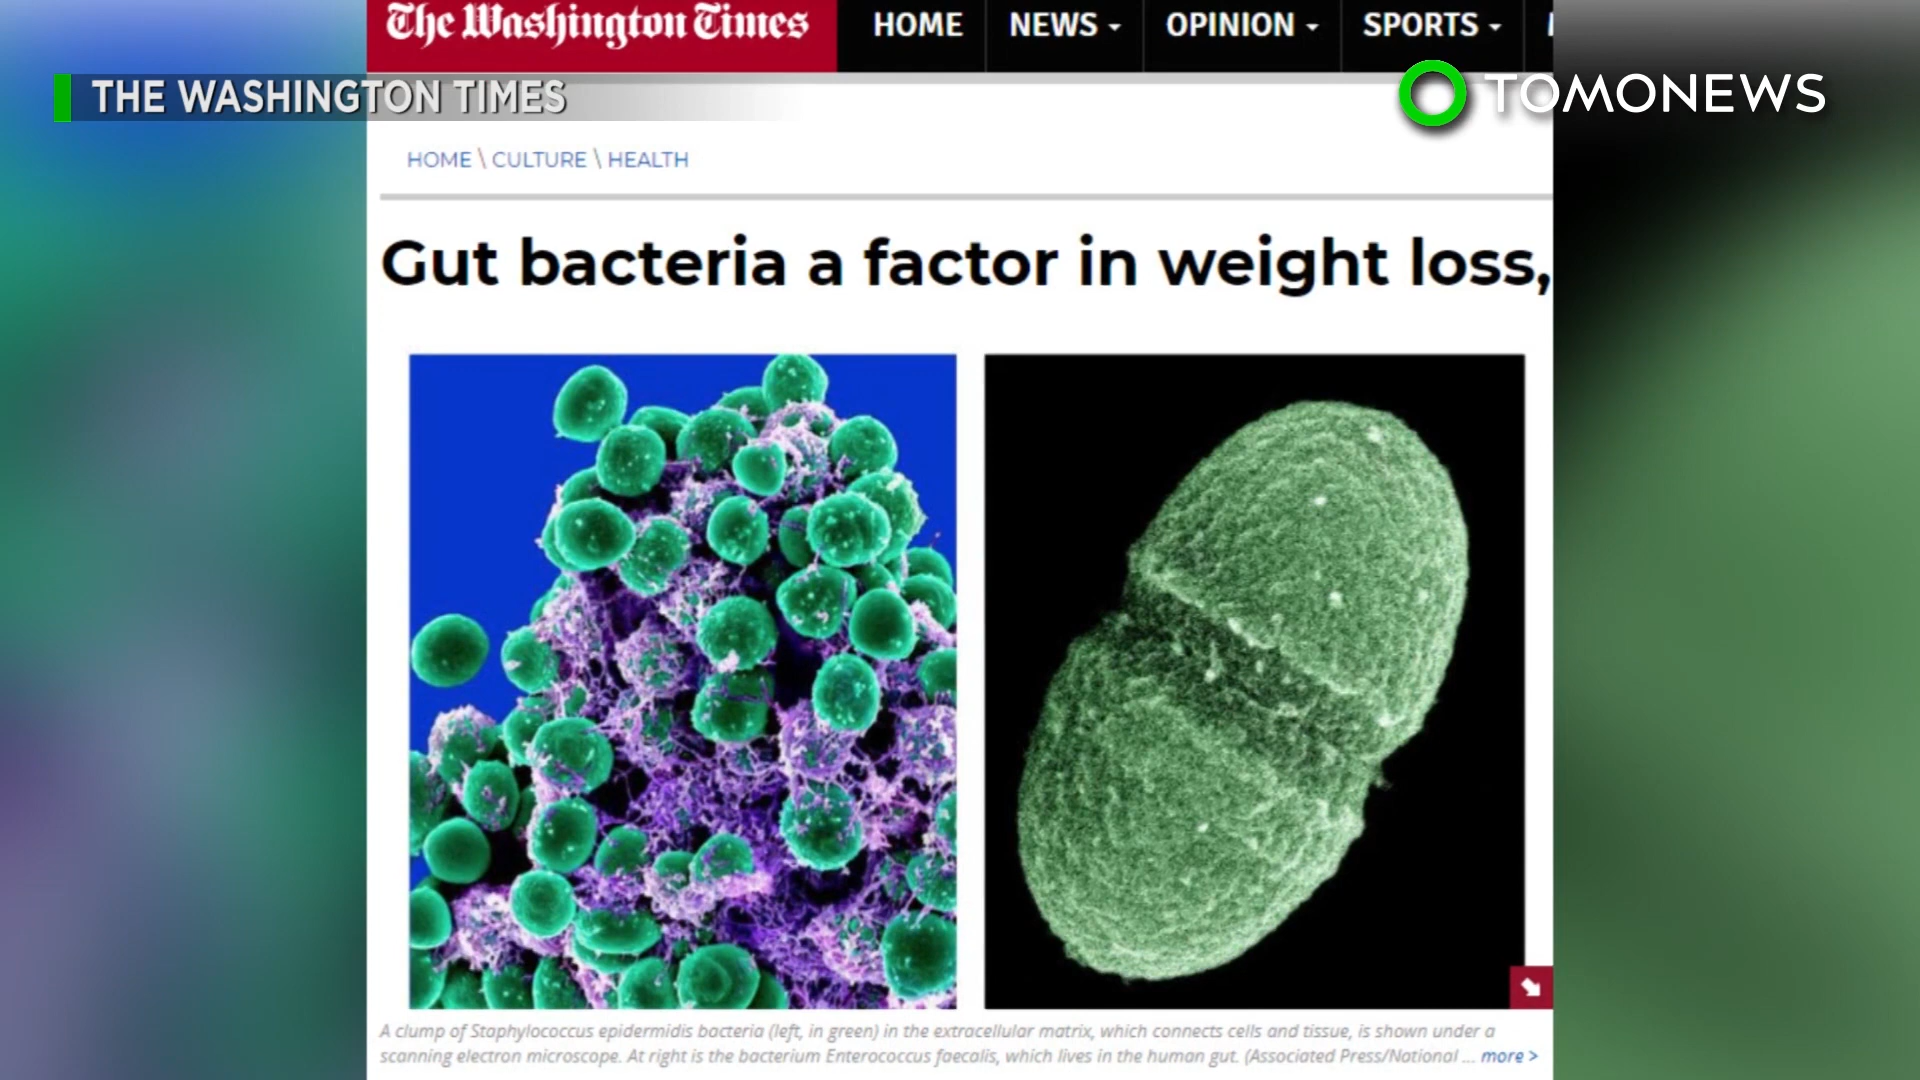 The Washington Times
HOME
NEWS
OPINION
SPORTS
THE WASHINGTON TIMES
TOMONEWS
HOME \ CULTURE \ HEALTH
Gut bacteria a factor in weight loss,
A clump of Staphylococcus epidermidis bacteria (left, in green) in the extracellular matrix, which connects cells and tissue, is shown under a
scanning electron microscope. At right is the bacterium Enterococcus faecalis, which lives in the human gut. (Associated Press/National ... more >